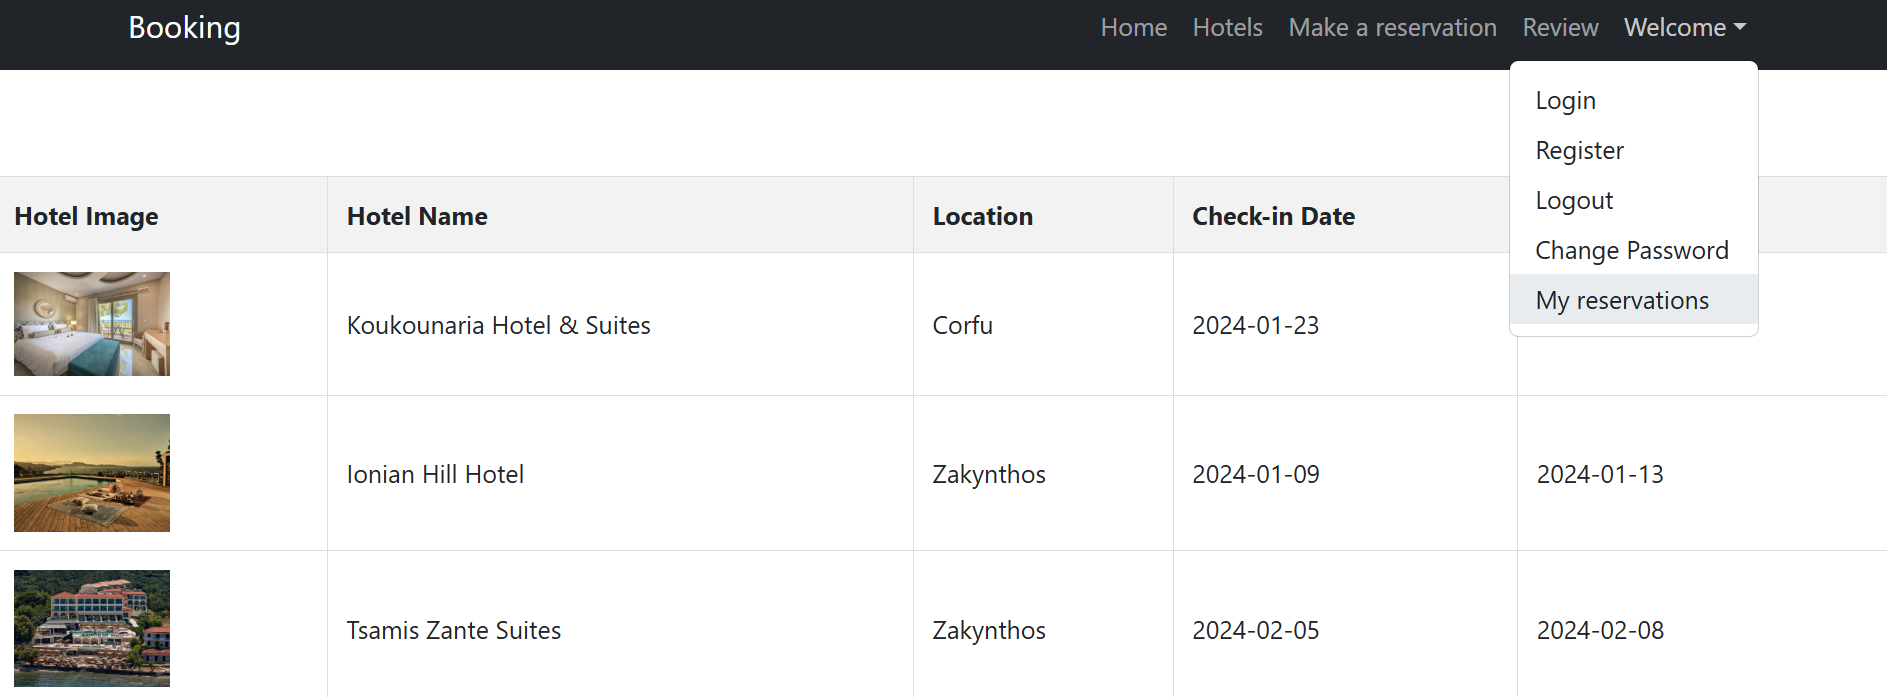 Booking Home Hotels Make a reservation Review Welcome
Login
Register
Logout
Change Password
My reservations
Hotel Image Hotel Name Location Check-in Date
Koukounaria Hotel & Suites Corfu 2024-01-23
Ionian Hill Hotel Zakynthos 2024-01-09 2024-01-13
Tsamis Zante Suites Zakynthos 2024-02-05 2024-02-08